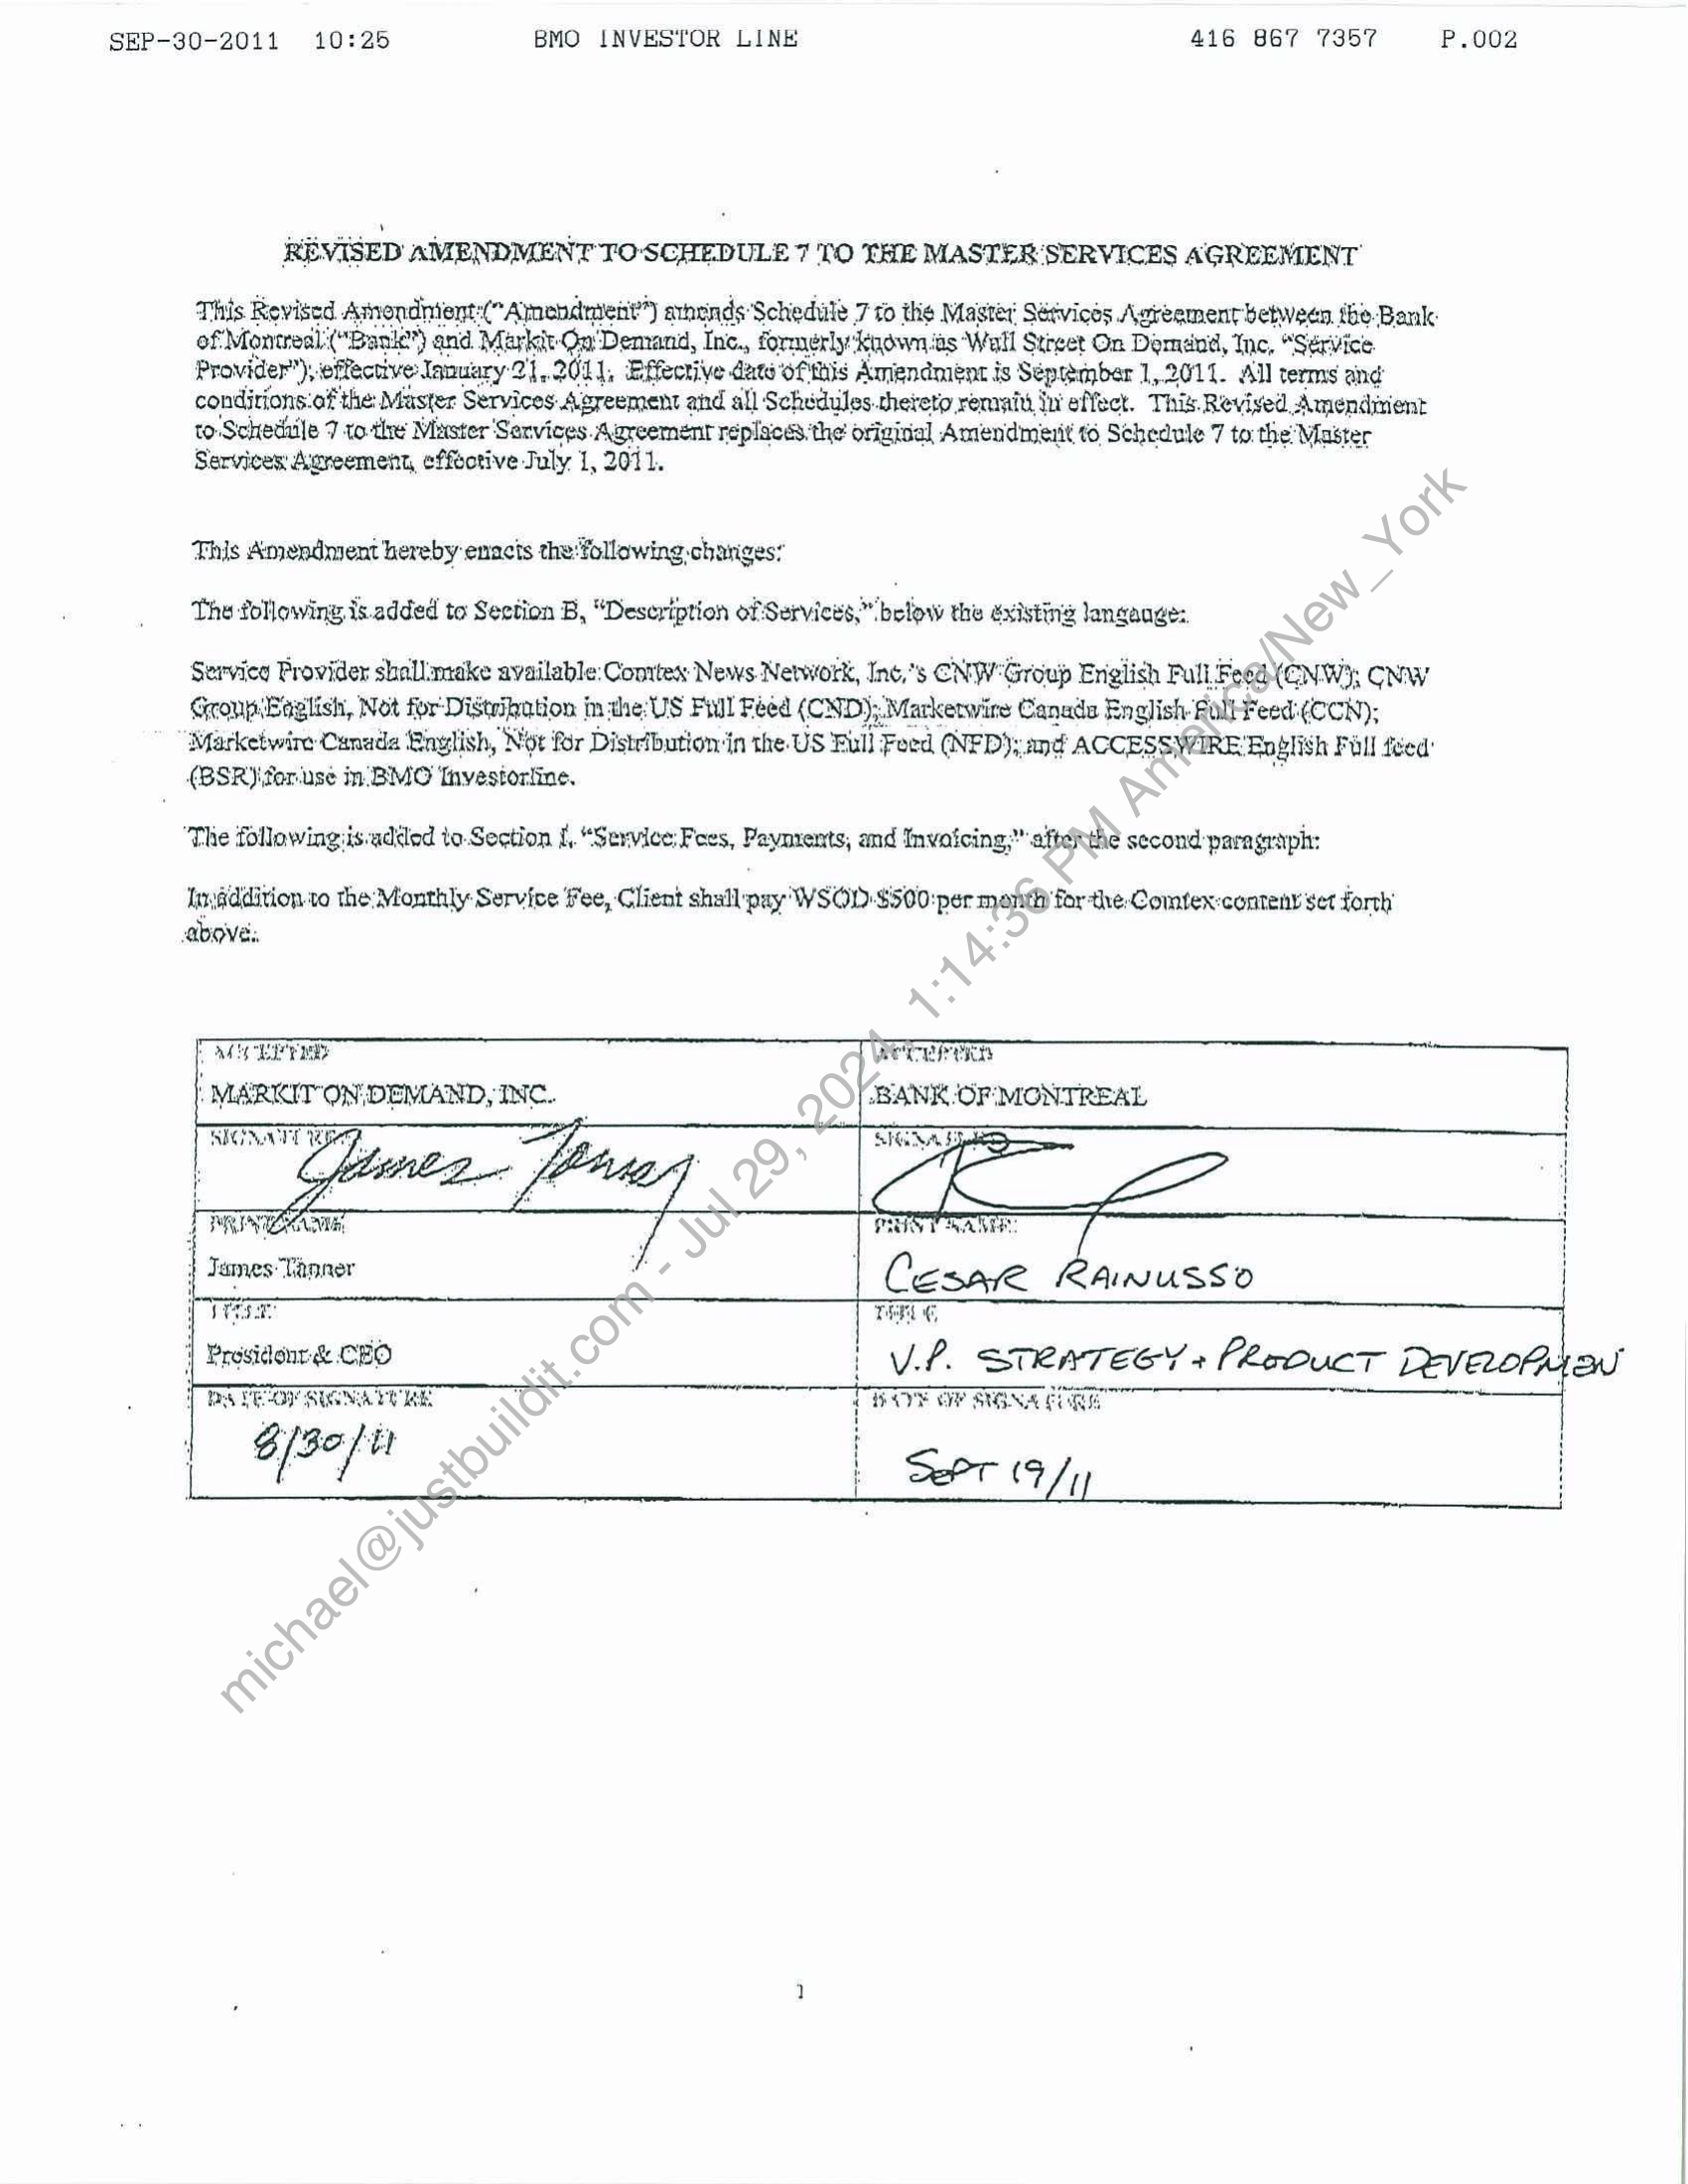 SEP-30-2011 10:25 BMO INVESTOR LINE 416 867 7357 P.002
REVISED AMENDMENT TO SCHEDULE 7 TO THE MASTER SERVICES AGREEMENT
This Revised Amendment ("Amendment") amends Schedule 7 to the Master Services Agreement between the Bank
of Montreal ("Bank") and Markit On Demand, Inc., formerly known as Wall Street On Demand, Inc. "Service
Provider"), effective January 21, 2011. Effective date of this Amendment is September 1, 2011. All terms and
conditions of the Master Services Agreement and all Schedules thereto remain in effect. This Revised Amendment
to Schedule 7 to the Master Services Agreement replaces the original Amendment to Schedule 7 to the Master
Services Agreement, effective July 1, 2011.
This Amendment hereby enacts the following changes:
The following is added to Section B, "Description of Services," below the existing langauge:
Service Provider shall make available Comtex News Network, Inc.'s CNW Group English Full Feed (CNW); CNW
Group English, Not for Distribution in the US Full Feed (CND); Marketwire Canada English Full Feed (CCN);
Marketwire Canada English, Not for Distribution in the US Full Feed (NFD); and ACCESSWIRE English Full feed
(BSR) for use in BMO Investorline.
The following is added to Section I, "Service Fees, Payments, and Invoicing," after the second paragraph:
In addition to the Monthly Service Fee, Client shall pay WSOD $500 per month for the Comtex content set forth
above.
ACCEPTED ACCEPTED
MARKIT ON DEMAND, INC. BANK OF MONTREAL
SIGNATURE SIGNATURE
James Tanner
PRINT NAME PRINT NAME
James Tanner CESAR RAINUSSO
TITLE TITLE
President & CEO V.P. STRATEGY + PRODUCT DEVELOPMEN
DATE OF SIGNATURE DATE OF SIGNATURE
8/30/11 SEPT 19/11
1
michael@justbuildit.com - Jul 29, 2024, 1:14:36 PM America/New_York